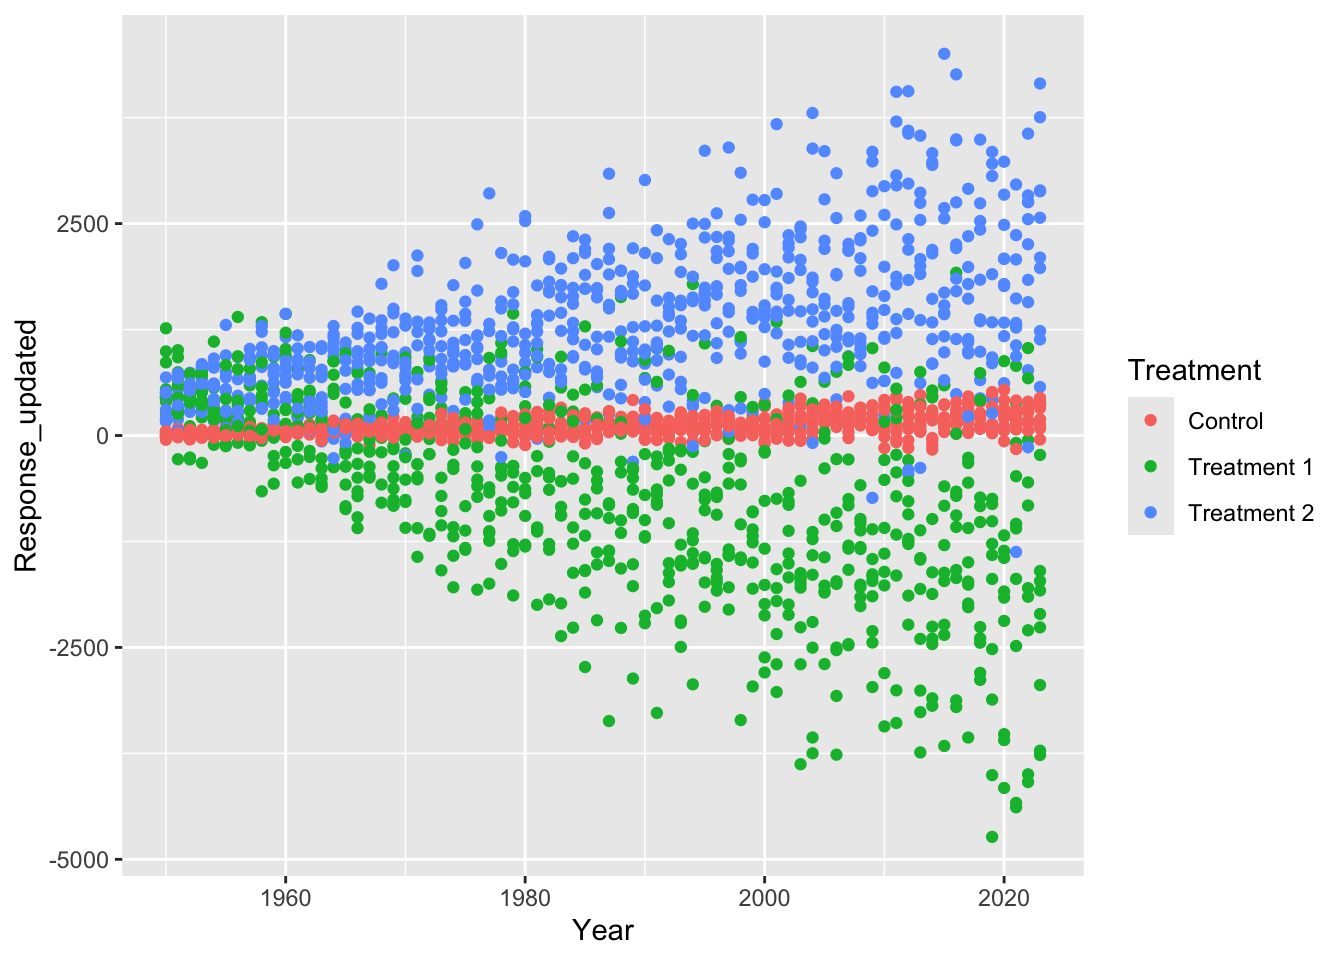 Response_updated
2500
0
-2500
-5000
1960 1980 2000 2020
Year
Treatment
Control
Treatment 1
Treatment 2